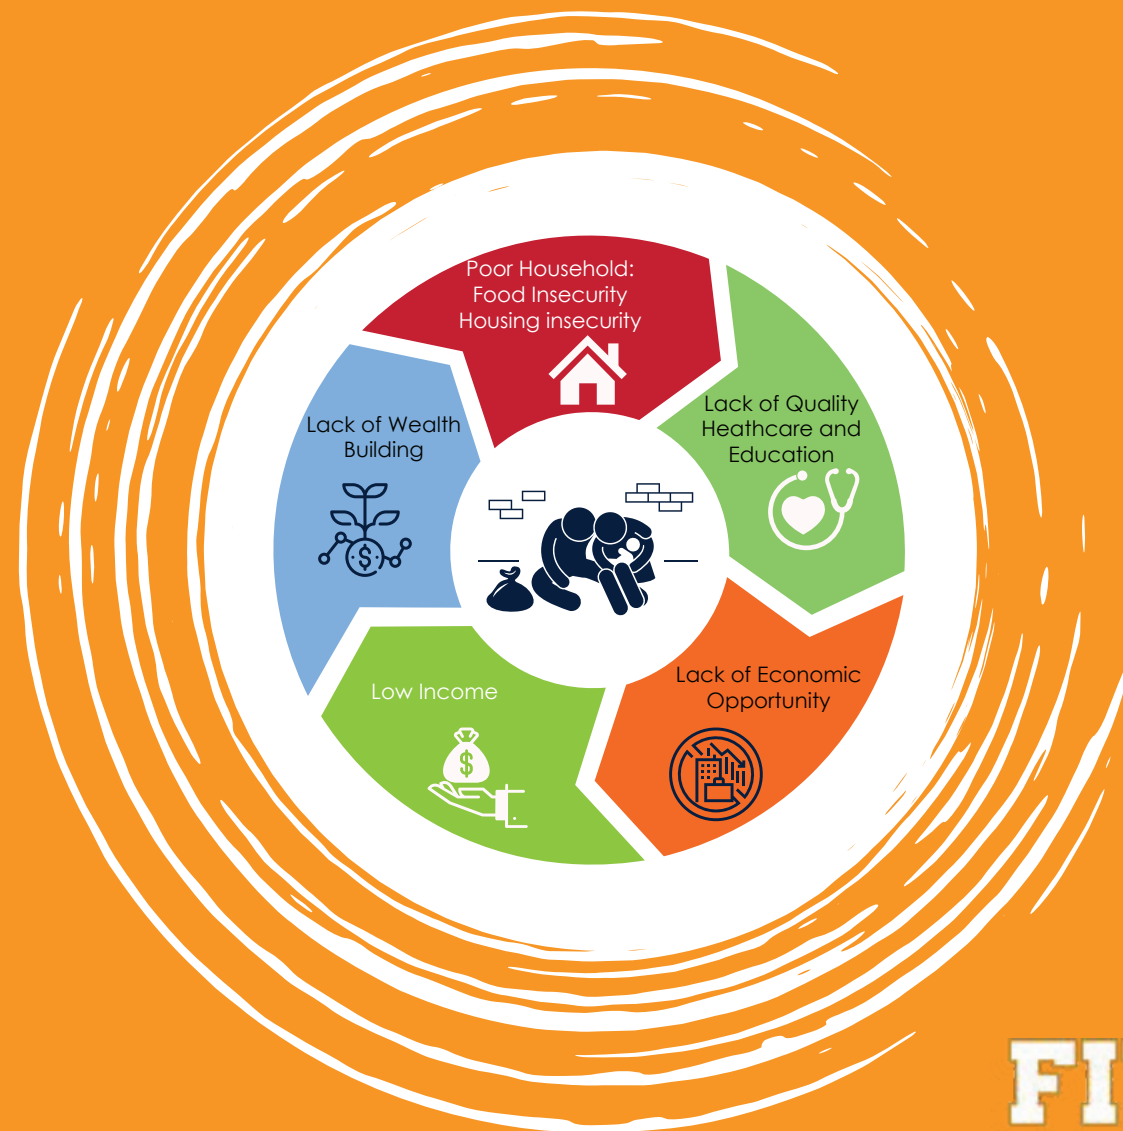 Poor Household:
Food Insecurity
Housing insecurity
Lack of Quality
Heathcare and
Education
Lack of Economic
Opportunity
Low Income
$
Lack of Wealth
Building
$
FI